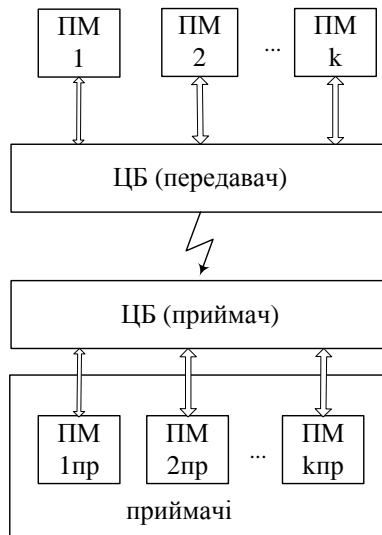 ПМ ПМ ... ПМ
1 2 k
ЦБ (передавач)
ЦБ (приймач)
ПМ ПМ ... ПМ
1пр 2пр kпр
приймачі